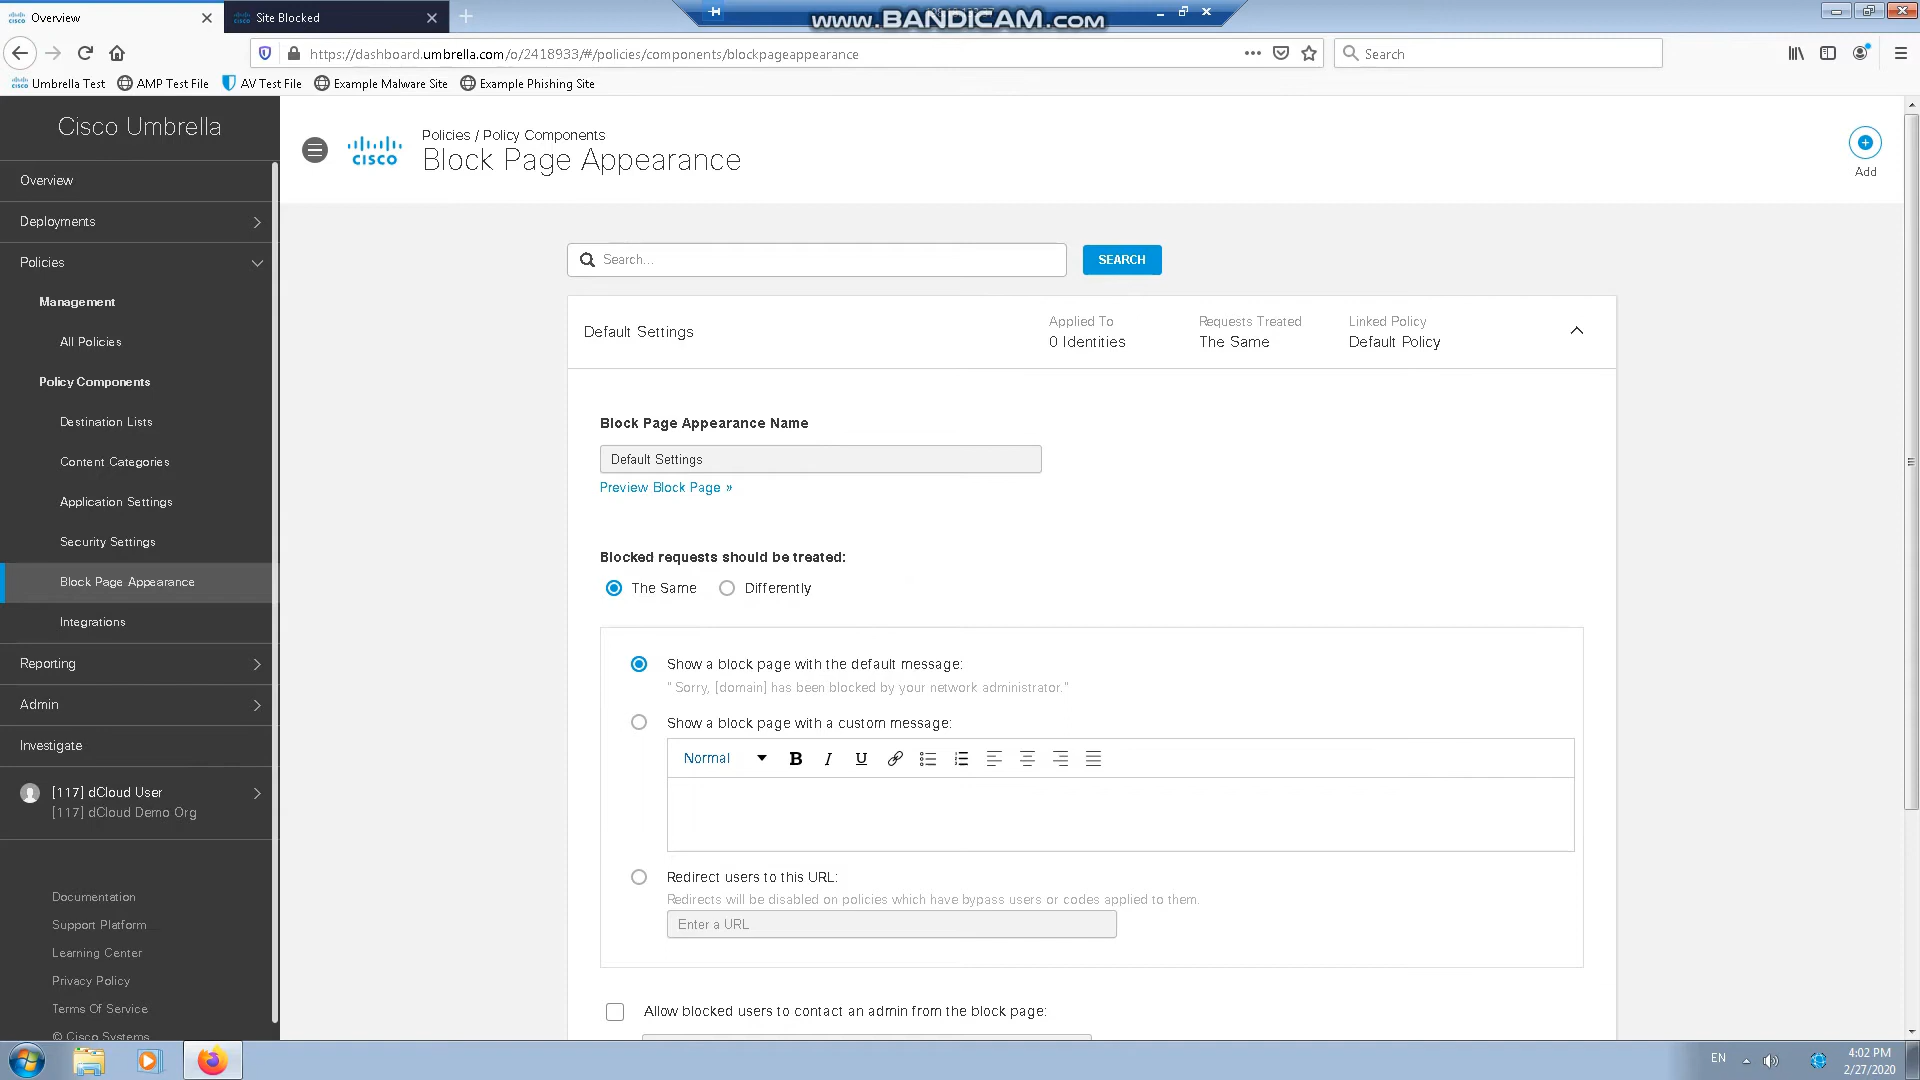 Overview
Site Blocked
www.BANDICAM.com
https://dashboard.umbrella.com/o/2418933/#/policies/components/blockpageappearance
Search
Umbrella Test
AMP Test File
AV Test File
Example Malware Site
Example Phishing Site
Cisco Umbrella
Overview
Deployments
Policies
Management
All Policies
Policy Components
Destination Lists
Content Categories
Application Settings
Security Settings
Block Page Appearance
Integrations
Reporting
Admin
Investigate
[117] dCloud User
[117] dCloud Demo Org
Documentation
Support Platform
Learning Center
Privacy Policy
Terms Of Service
© Cisco Systems
cisco
Policies / Policy Components
Block Page Appearance
Add
Search...
SEARCH
Default Settings
Applied To
0 Identities
Requests Treated
The Same
Linked Policy
Default Policy
Block Page Appearance Name
Default Settings
Preview Block Page »
Blocked requests should be treated:
The Same
Differently
Show a block page with the default message:
" Sorry, [domain] has been blocked by your network administrator."
Show a block page with a custom message:
Normal
B I U
Redirect users to this URL:
Redirects will be disabled on policies which have bypass users or codes applied to them.
Enter a URL
Allow blocked users to contact an admin from the block page:
EN
4:02 PM
2/27/2020